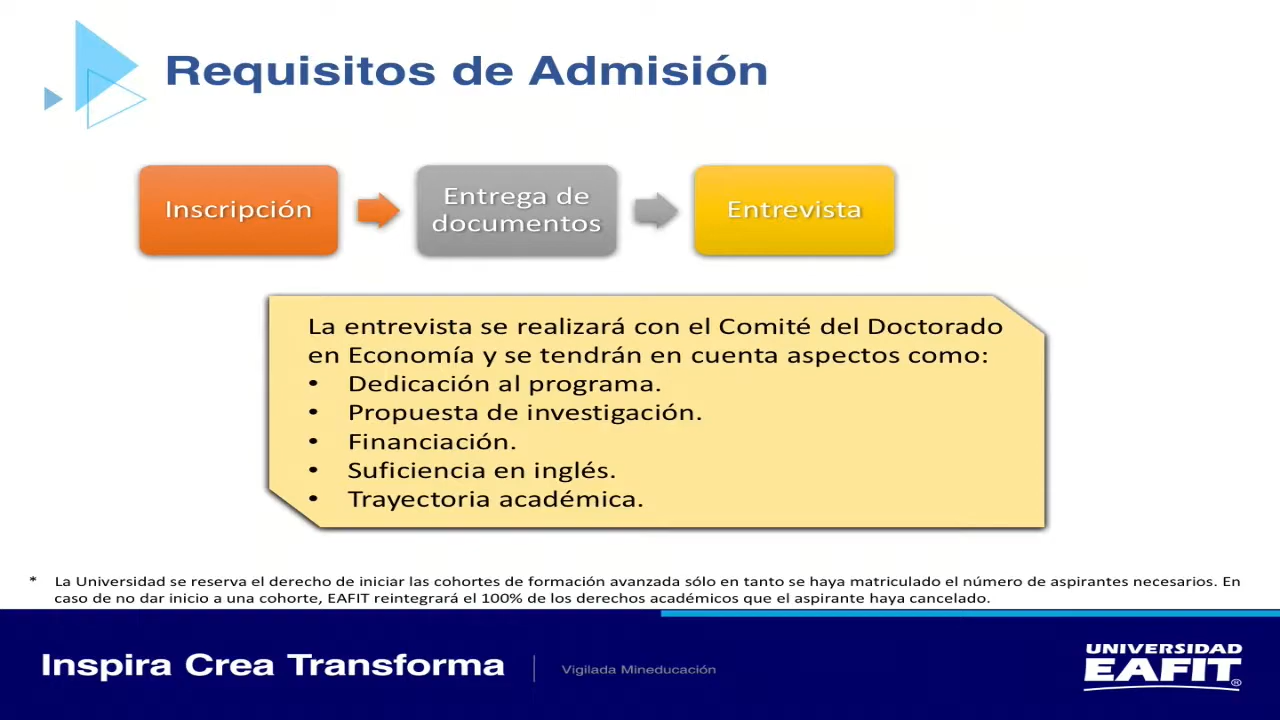 Requisitos de Admisión
Inscripción
Entrega de
documentos
Entrevista
La entrevista se realizará con el Comité del Doctorado
en Economía y se tendrán en cuenta aspectos como:
• Dedicación al programa.
• Propuesta de investigación.
• Financiación.
• Suficiencia en inglés.
• Trayectoria académica.
* La Universidad se reserva el derecho de iniciar las cohortes de formación avanzada sólo en tanto se haya matriculado el número de aspirantes necesarios. En
caso de no dar inicio a una cohorte, EAFIT reintegrará el 100% de los derechos académicos que el aspirante haya cancelado.
Inspira Crea Transforma
Vigilada Mineducación
UNIVERSIDAD
EAFIT®